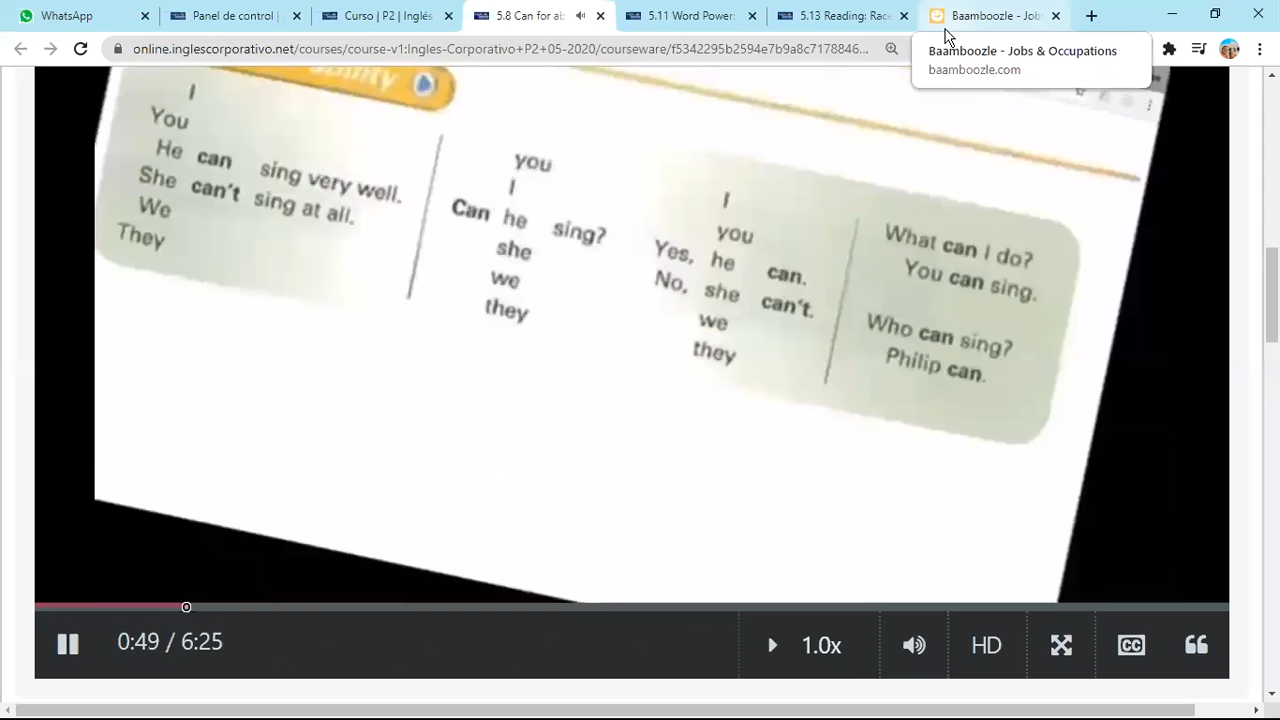 WhatsApp
Panel de control |
Curso | P2 | Inglés
5.8 Can for ab
5.11 Word Power:
5.13 Reading: Race
Baamboozle - Job
online.inglescorporativo.net/courses/course-v1:Ingles-Corporativo+P2+05-2020/courseware/f5342295b2594e7b9a8c7178846...
Baamboozle - Jobs & Occupations
baamboozle.com
ability
I
You
He can sing very well.
She can't sing at all.
We
They
you
I
Can he sing?
she
we
they
I
you
Yes, he can.
No, she can't.
we
they
What can I do?
You can sing.
Who can sing?
Philip can.
0:49 / 6:25
1.0x
HD
CC